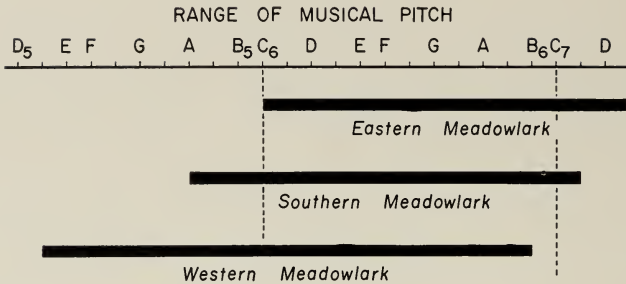 RANGE OF MUSICAL PITCH
D5 E F G A B5 C6 D E F G A B6 C7 D
Eastern Meadowlark
Southern Meadowlark
Western Meadowlark